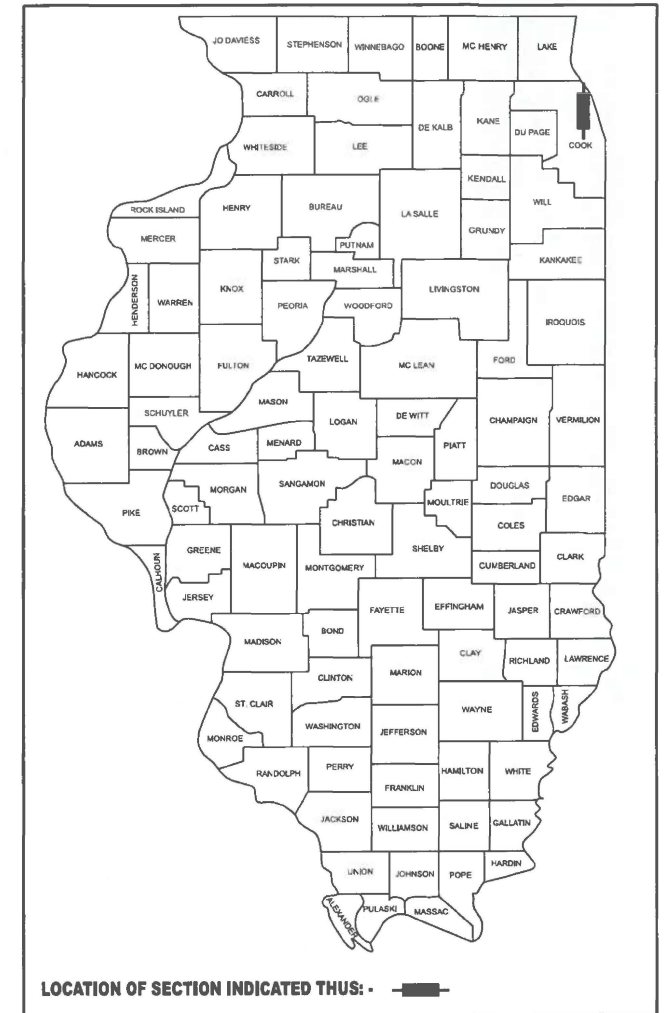 JO DAVIESS
STEPHENSON
WINNEBAGO
BOONE
MC HENRY
LAKE
CARROLL
OGLE
DE KALB
KANE
DU PAGE
COOK
WHITESIDE
LEE
KENDALL
WILL
ROCK ISLAND
HENRY
BUREAU
LA SALLE
GRUNDY
MERCER
PUTNAM
KANKAKEE
STARK
MARSHALL
HENDERSON
WARREN
KNOX
PEORIA
WOODFORD
LIVINGSTON
IROQUOIS
HANCOCK
MC DONOUGH
FULTON
TAZEWELL
MC LEAN
FORD
MASON
SCHUYLER
LOGAN
DE WITT
CHAMPAIGN
VERMILION
ADAMS
BROWN
CASS
MENARD
PIATT
MACON
MORGAN
SANGAMON
DOUGLAS
EDGAR
PIKE
SCOTT
MOULTRIE
CHRISTIAN
COLES
GREENE
SHELBY
CALHOUN
MACOUPIN
MONTGOMERY
CUMBERLAND
CLARK
JERSEY
FAYETTE
EFFINGHAM
JASPER
CRAWFORD
MADISON
BOND
CLAY
RICHLAND
LAWRENCE
CLINTON
MARION
ST. CLAIR
WAYNE
EDWARDS
WABASH
WASHINGTON
JEFFERSON
MONROE
RANDOLPH
PERRY
HAMILTON
WHITE
FRANKLIN
JACKSON
WILLIAMSON
SALINE
GALLATIN
UNION
JOHNSON
POPE
HARDIN
ALEXANDER
PULASKI
MASSAC
LOCATION OF SECTION INDICATED THUS: -